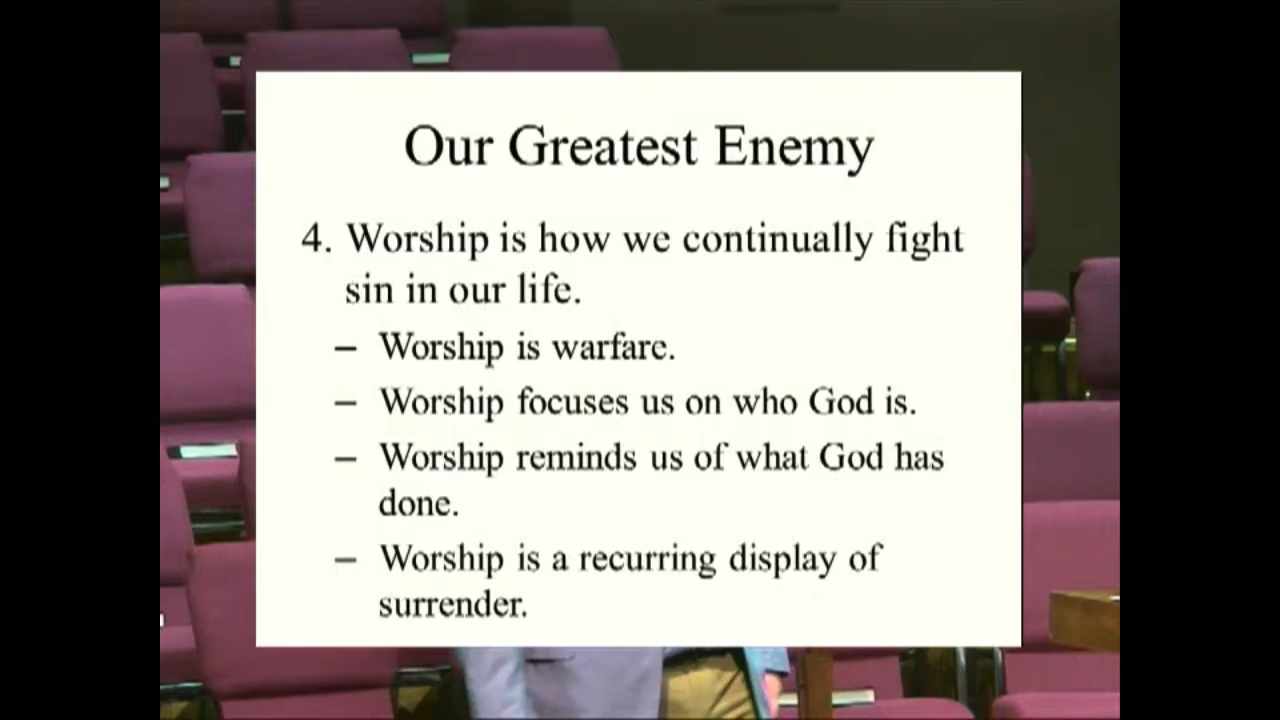 Our Greatest Enemy
4. Worship is how we continually fight
sin in our life.
– Worship is warfare.
– Worship focuses us on who God is.
– Worship reminds us of what God has
done.
– Worship is a recurring display of
surrender.